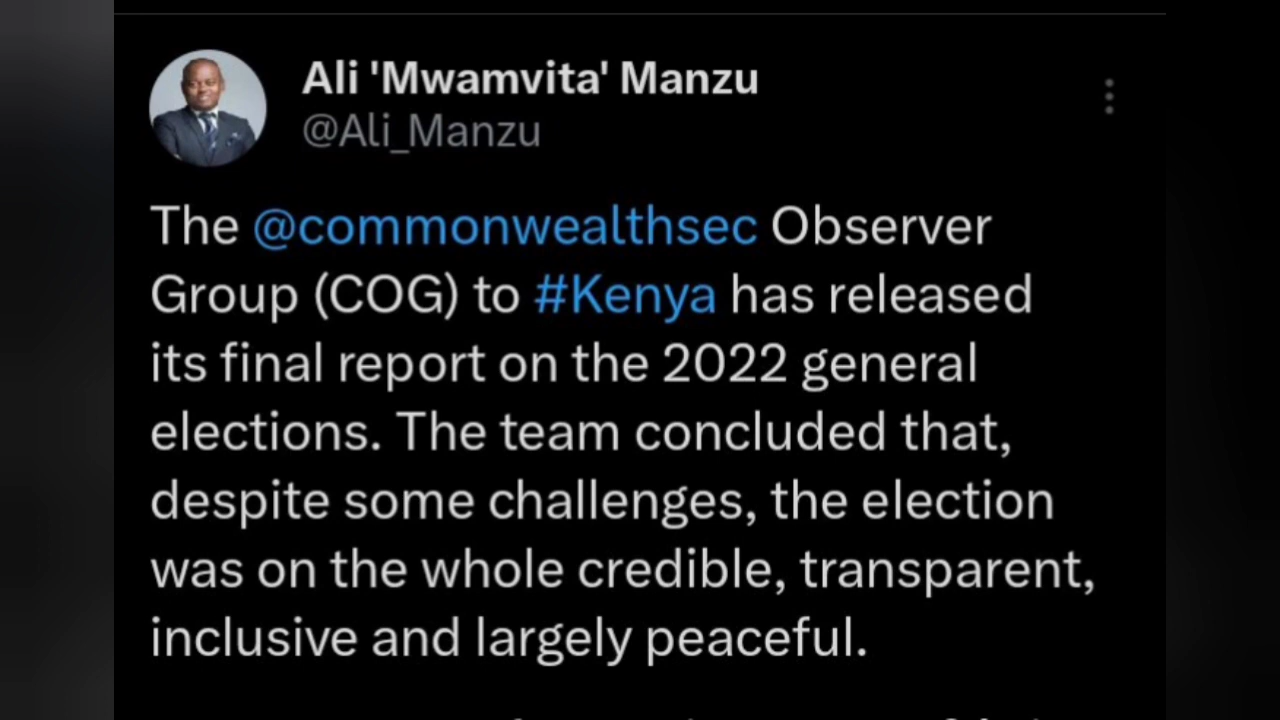 Ali 'Mwamvita' Manzu
@Ali_Manzu
The @commonwealthsec Observer
Group (COG) to #Kenya has released
its final report on the 2022 general
elections. The team concluded that,
despite some challenges, the election
was on the whole credible, transparent,
inclusive and largely peaceful.